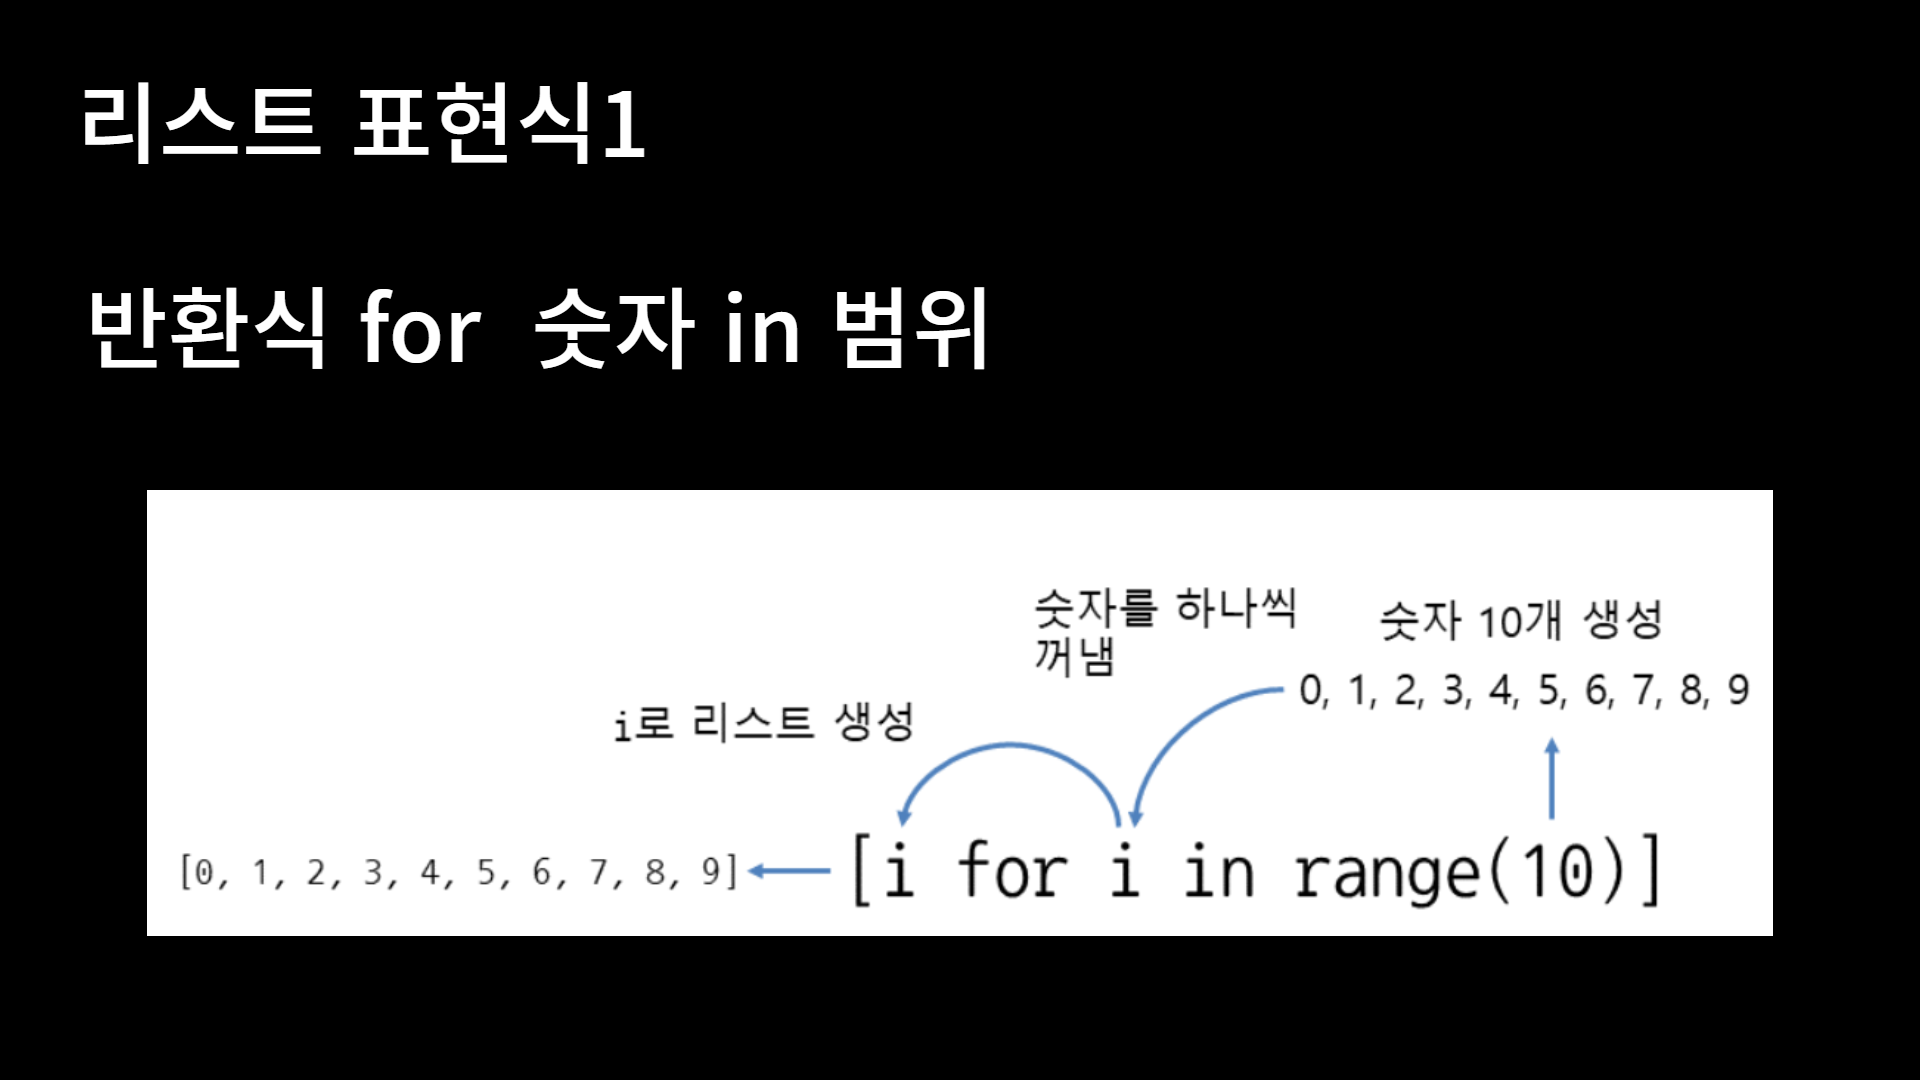 리스트 표현식1
반환식 for 숫자 in 범위
숫자를 하나씩
꺼냄
숫자 10개 생성
0, 1, 2, 3, 4, 5, 6, 7, 8, 9
i로 리스트 생성
[0, 1, 2, 3, 4, 5, 6, 7, 8, 9]
[i for i in range(10)]